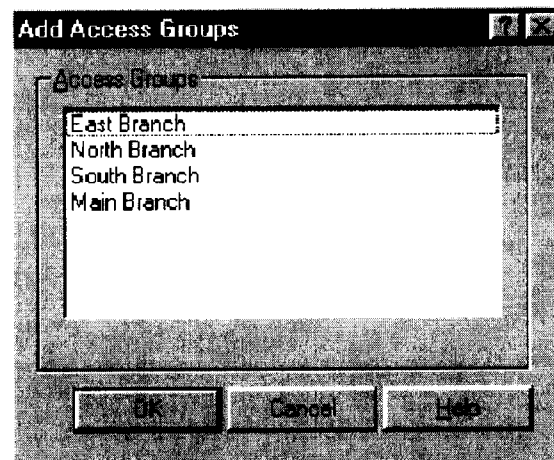 Add Access Groups
Access Groups
East Branch
North Branch
South Branch
Main Branch
OK Cancel Help